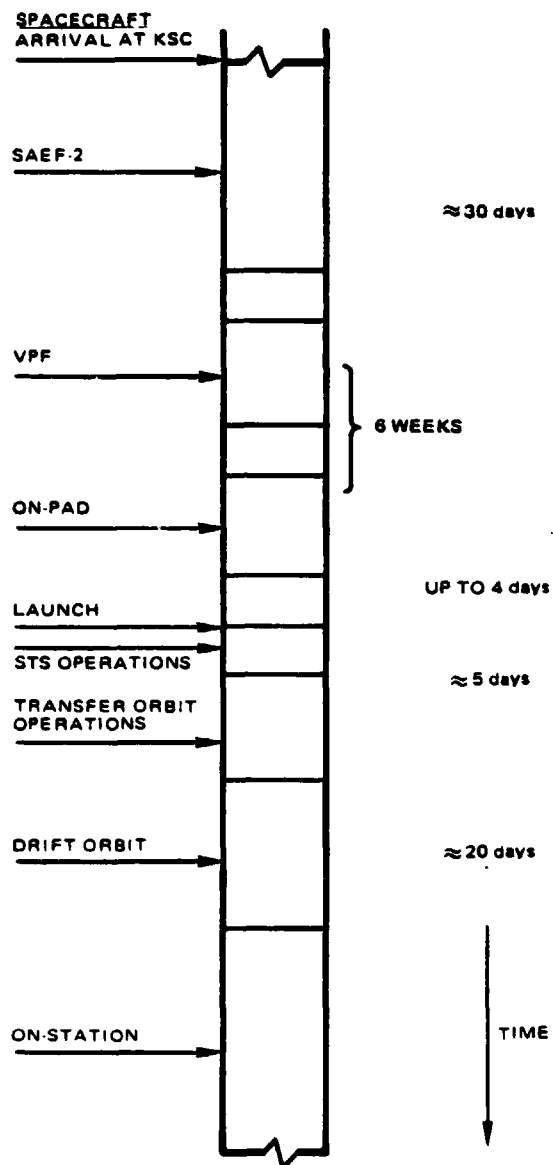 SPACECRAFT
ARRIVAL AT KSC
SAEF-2
≈ 30 days
VPF
6 WEEKS
ON-PAD
UP TO 4 days
LAUNCH
STS OPERATIONS
≈ 5 days
TRANSFER ORBIT
OPERATIONS
DRIFT ORBIT
≈ 20 days
TIME
ON-STATION